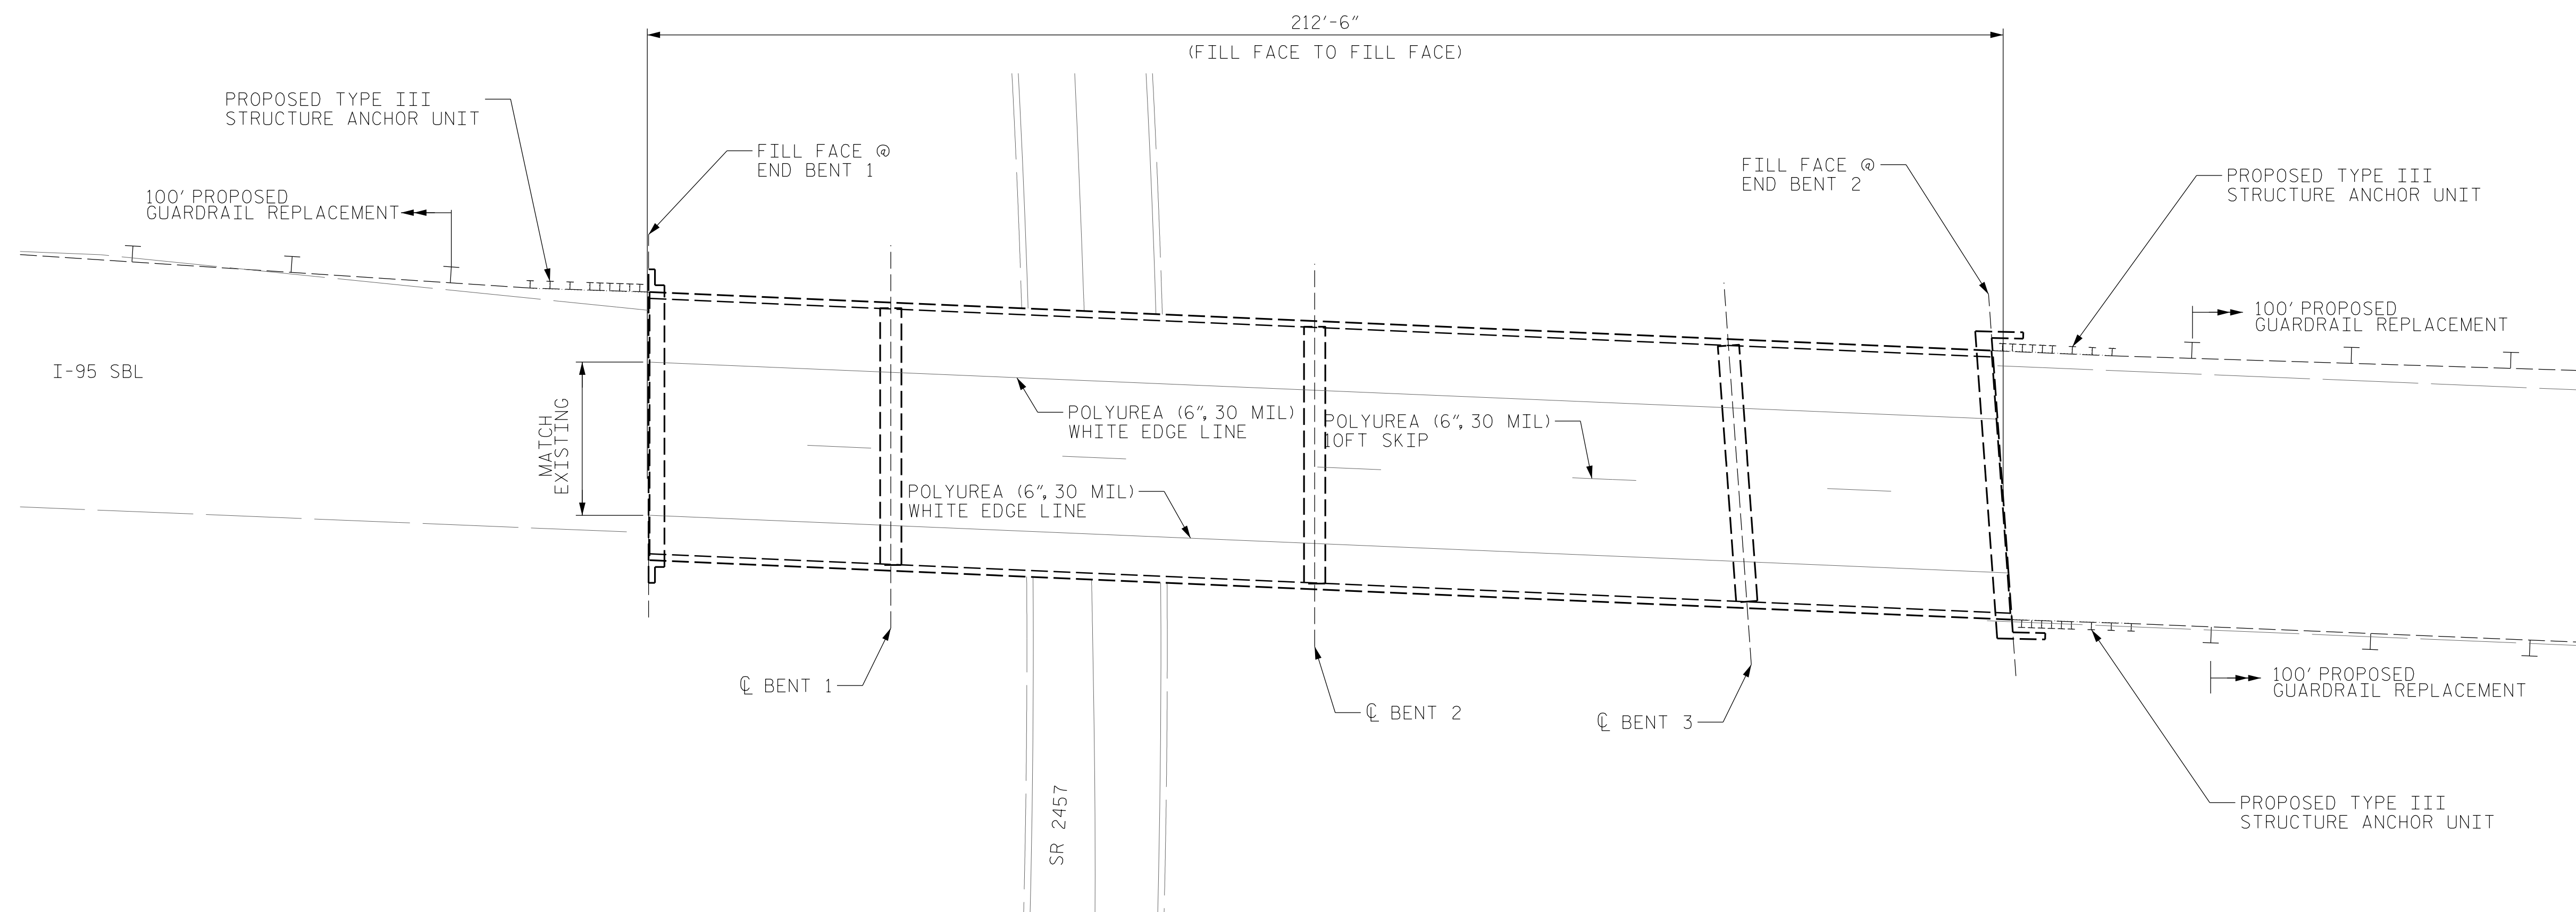 212'-6"
(FILL FACE TO FILL FACE)
PROPOSED TYPE III
STRUCTURE ANCHOR UNIT
FILL FACE @
END BENT 1
FILL FACE @
END BENT 2
PROPOSED TYPE III
STRUCTURE ANCHOR UNIT
100' PROPOSED
GUARDRAIL REPLACEMENT
100' PROPOSED
GUARDRAIL REPLACEMENT
I-95 SBL
MATCH
EXISTING
POLYUREA (6", 30 MIL)
WHITE EDGE LINE
POLYUREA (6", 30 MIL)
10FT SKIP
POLYUREA (6", 30 MIL)
WHITE EDGE LINE
℄ BENT 1
℄ BENT 2
℄ BENT 3
100' PROPOSED
GUARDRAIL REPLACEMENT
SR 2457
PROPOSED TYPE III
STRUCTURE ANCHOR UNIT